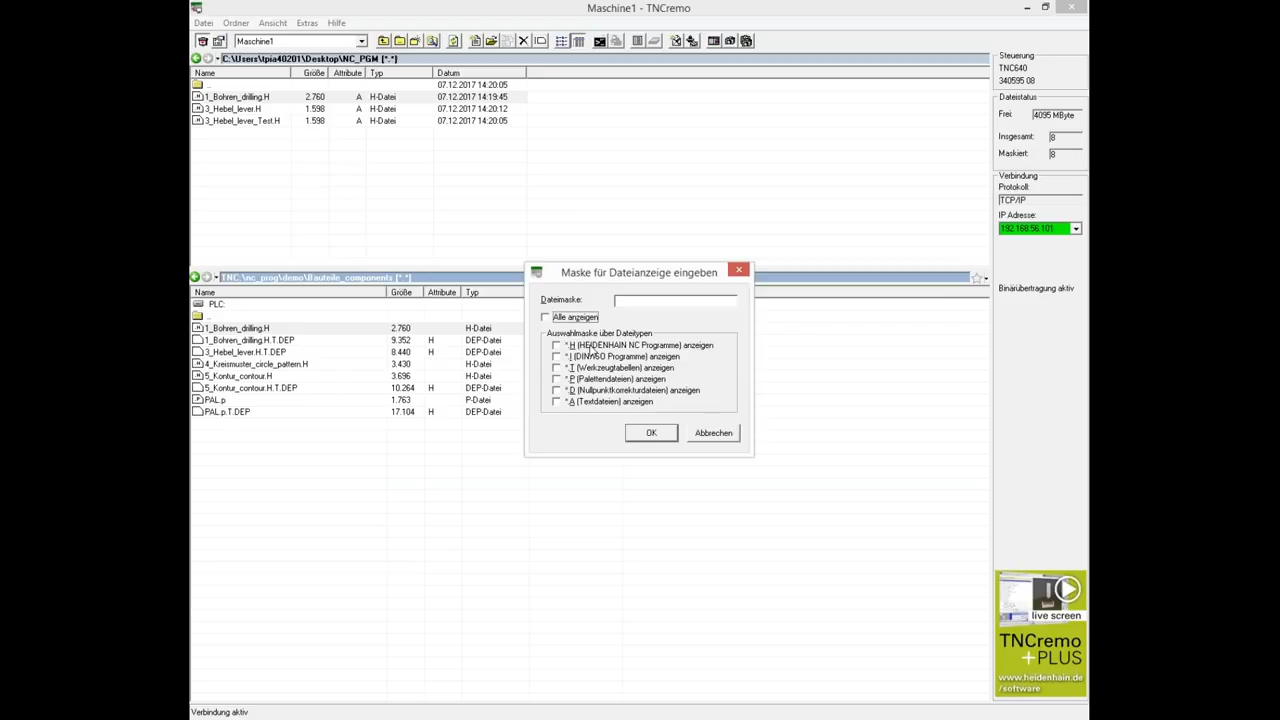 Maschine1 - TNCremo
Datei Ordner Ansicht Extras Hilfe
Maschine1
C:\Users\tpia40201\Desktop\NC_PGM [*.*]
Name Größe Attribute Typ Datum
.. 07.12.2017 14:20:05
1_Bohren_drilling.H 2.760 A H-Datei 07.12.2017 14:19:45
3_Hebel_lever.H 1.598 A H-Datei 07.12.2017 14:20:12
3_Hebel_lever_Test.H 1.598 A H-Datei 07.12.2017 14:20:05
TNC:\nc_prog\demo\Bauteile_components [*.*]
Name Größe Attribute Typ
PLC:
..
1_Bohren_drilling.H 2.760 H-Datei
1_Bohren_drilling.H.T.DEP 9.352 H DEP-Datei
3_Hebel_lever.H.T.DEP 8.440 H DEP-Datei
4_Kreismuster_circle_pattern.H 3.430 H-Datei
5_Kontur_contour.H 3.696 H-Datei
5_Kontur_contour.H.T.DEP 10.264 H DEP-Datei
PAL.p 1.763 P-Datei
PAL.p.T.DEP 17.104 H DEP-Datei
Maske für Dateianzeige eingeben
Dateimaske:
Alle anzeigen
Auswahlmaske über Dateitypen
*.H (HEIDENHAIN NC Programme) anzeigen
*.I (DIN/ISO Programme) anzeigen
*.T (Werkzeugtabellen) anzeigen
*.P (Palettendateien) anzeigen
*.D (Nullpunktkorrekturdateien) anzeigen
*.A (Textdateien) anzeigen
OK Abbrechen
Steuerung
TNC640
340595 08
Dateistatus
Frei: 4095 MByte
Insgesamt: 8
Maskiert: 8
Verbindung
Protokoll:
TCP/IP
IP Adresse:
192.168.56.101
Binärübertragung aktiv
live screen
TNCremo
+PLUS
www.heidenhain.de
/software
Verbindung aktiv